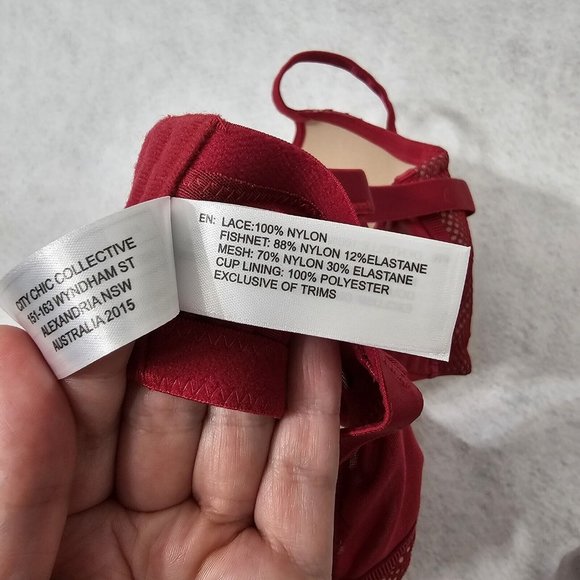 CITY CHIC COLLECTIVE
151-163 WYNDHAM ST
ALEXANDRIA NSW
AUSTRALIA 2015
EN: LACE:100% NYLON
FISHNET: 88% NYLON 12%ELASTANE
MESH: 70% NYLON 30% ELASTANE
CUP LINING: 100% POLYESTER
EXCLUSIVE OF TRIMS